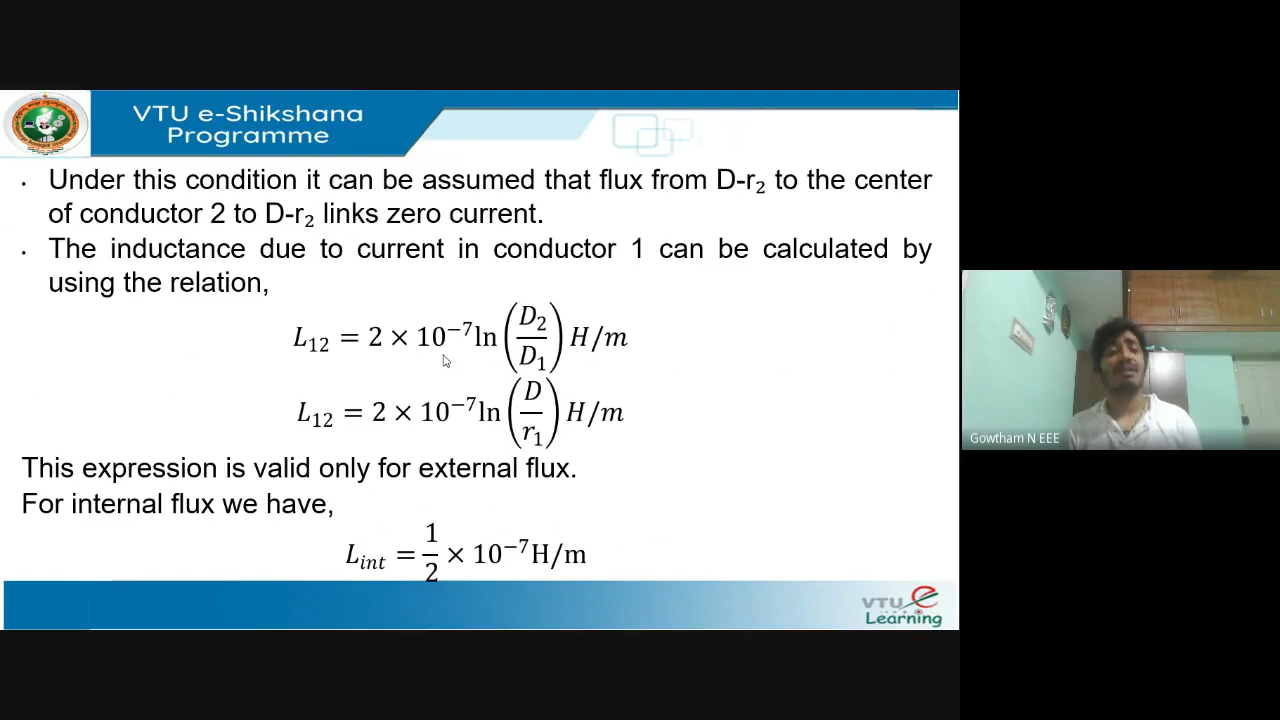 VTU e-Shikshana
Programme
• Under this condition it can be assumed that flux from D-r₂ to the center
of conductor 2 to D-r₂ links zero current.
• The inductance due to current in conductor 1 can be calculated by
using the relation,
L₁₂ = 2 × 10⁻⁷ln(D₂/D₁) H/m
L₁₂ = 2 × 10⁻⁷ln(D/r₁) H/m
This expression is valid only for external flux.
For internal flux we have,
L_int = 1/2 × 10⁻⁷H/m
Gowtham N EEE
VTU e
Learning